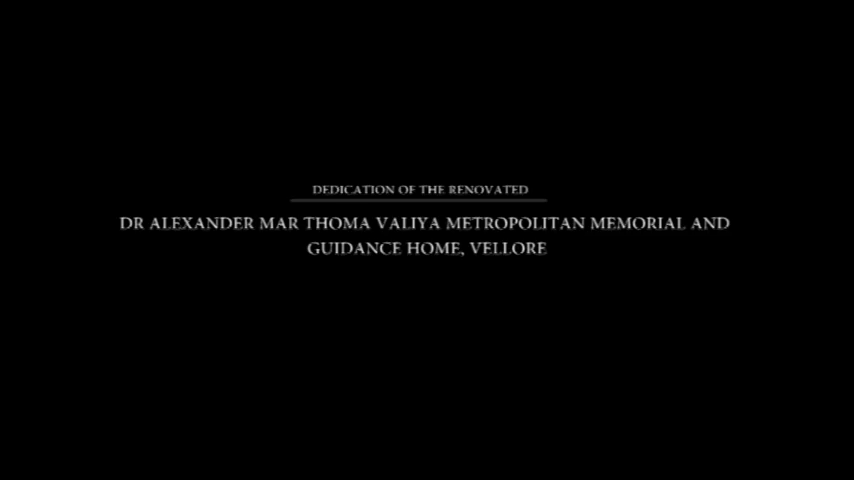 DEDICATION OF THE RENOVATED
DR ALEXANDER MAR THOMA VALIYA METROPOLITAN MEMORIAL AND
GUIDANCE HOME, VELLORE